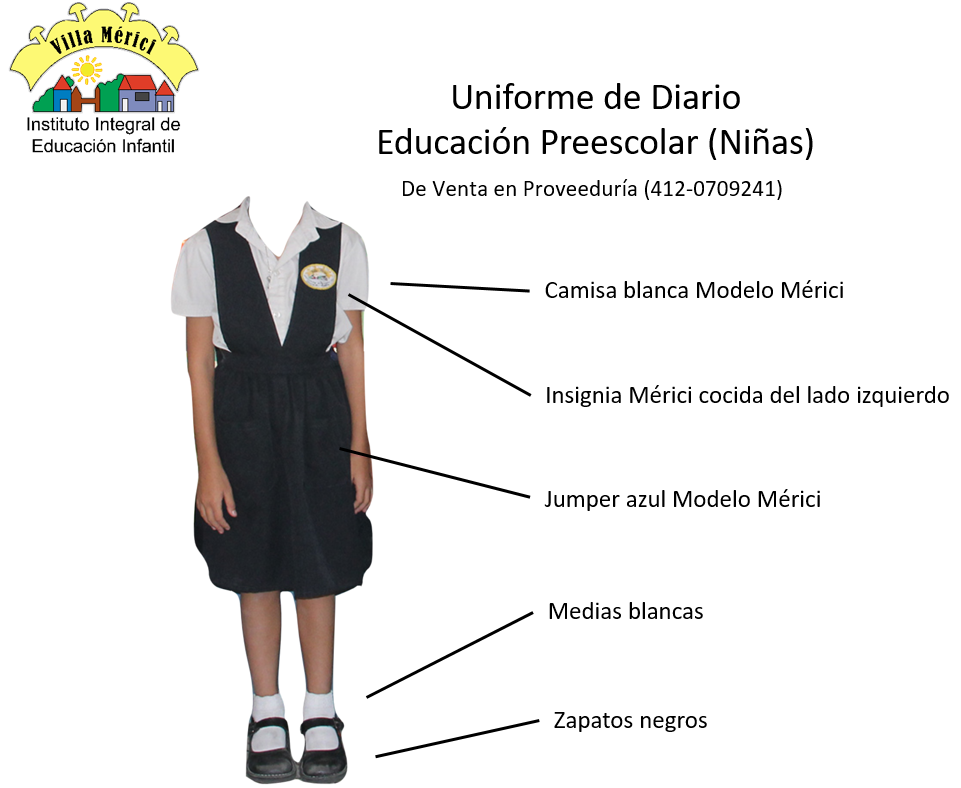 Villa Mérici
Instituto Integral de
Educación Infantil
Uniforme de Diario
Educación Preescolar (Niñas)
De Venta en Proveeduría (412-0709241)
Camisa blanca Modelo Mérici
Insignia Mérici cocida del lado izquierdo
Jumper azul Modelo Mérici
Medias blancas
Zapatos negros